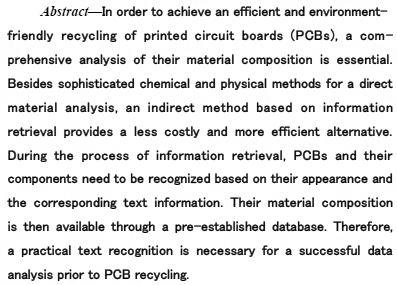 Abstract—In order to achieve an efficient and environment-
friendly recycling of printed circuit boards (PCBs), a com-
prehensive analysis of their material composition is essential.
Besides sophisticated chemical and physical methods for a direct
material analysis, an indirect method based on information
retrieval provides a less costly and more efficient alternative.
During the process of information retrieval, PCBs and their
components need to be recognized based on their appearance and
the corresponding text information. Their material composition
is then available through a pre-established database. Therefore,
a practical text recognition is necessary for a successful data
analysis prior to PCB recycling.